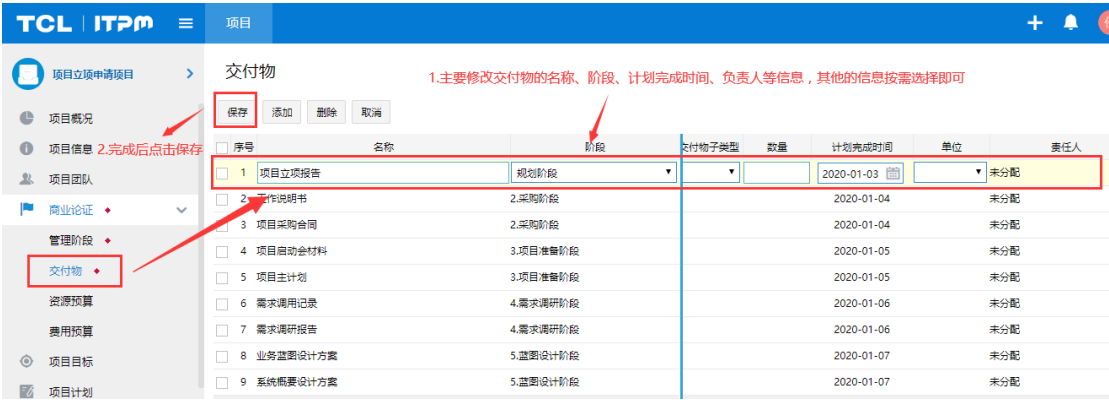 TCL ITPM 项目
项目立项申请项目
交付物
1.主要修改交付物的名称、阶段、计划完成时间、负责人等信息，其他的信息按需选择即可
保存 添加 删除 取消
项目概况
项目信息 2.完成后点击保存
项目团队
商业论证
管理阶段
交付物
资源预算
费用预算
项目目标
项目计划
序号 名称 阶段 交付物子类型 数量 计划完成时间 单位 责任人
1 项目立项报告 规划阶段 2020-01-03 未分配
2 工作说明书 2.采购阶段 2020-01-04 未分配
3 项目采购合同 2.采购阶段 2020-01-04 未分配
4 项目启动会材料 3.项目准备阶段 2020-01-05 未分配
5 项目主计划 3.项目准备阶段 2020-01-05 未分配
6 需求调用记录 4.需求调研阶段 2020-01-06 未分配
7 需求调研报告 4.需求调研阶段 2020-01-06 未分配
8 业务蓝图设计方案 5.蓝图设计阶段 2020-01-07 未分配
9 系统概要设计方案 5.蓝图设计阶段 2020-01-07 未分配